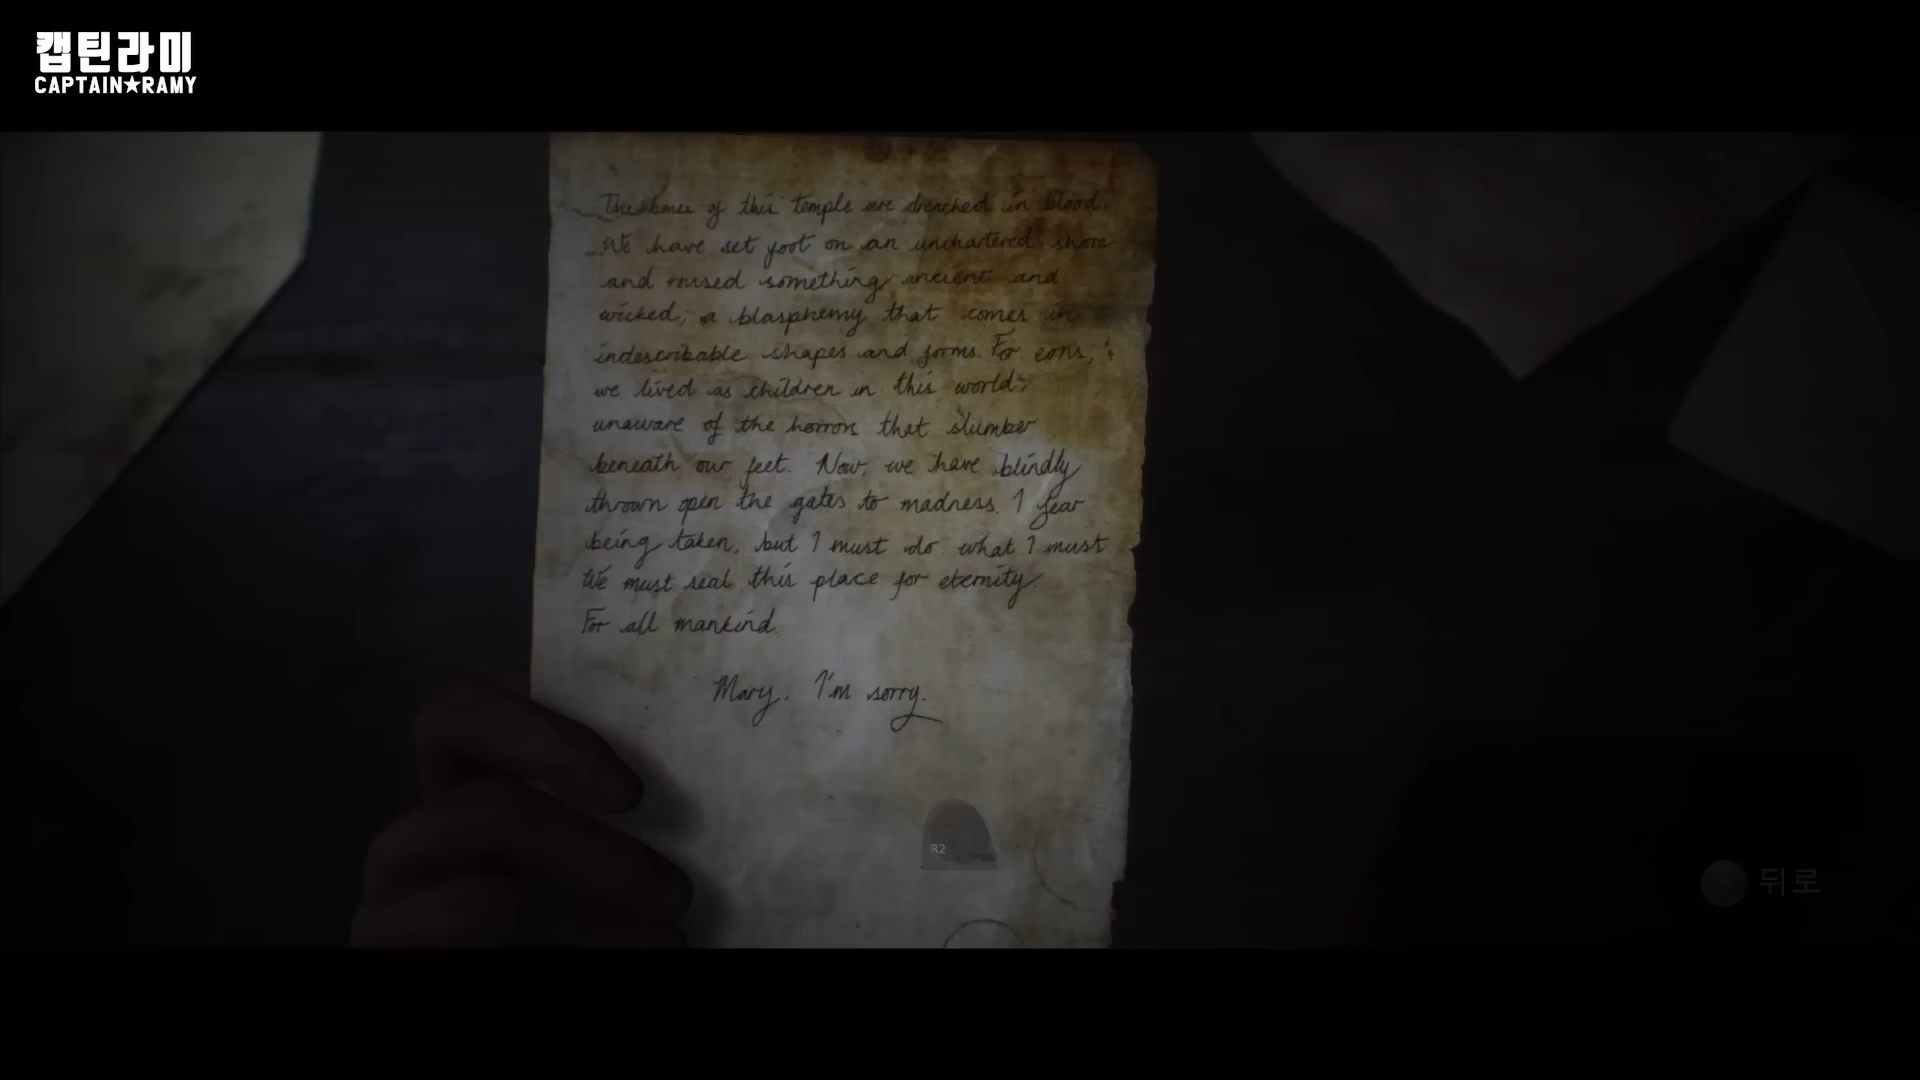 캡틴라미
CAPTAIN★RAMY
of this temple are drenched in blood.
We have set foot on an unchartered shore
and roused something ancient and
wicked; a blasphemy that comes in
indescribable shapes and forms. For eons,
we lived as children in this world;
unaware of the horrors that slumber
beneath our feet. Now, we have blindly
thrown open the gates to madness. I fear
being taken, but I must do what I must.
We must seal this place for eternity.
For all mankind.
Mary. I'm sorry.
R2
뒤로